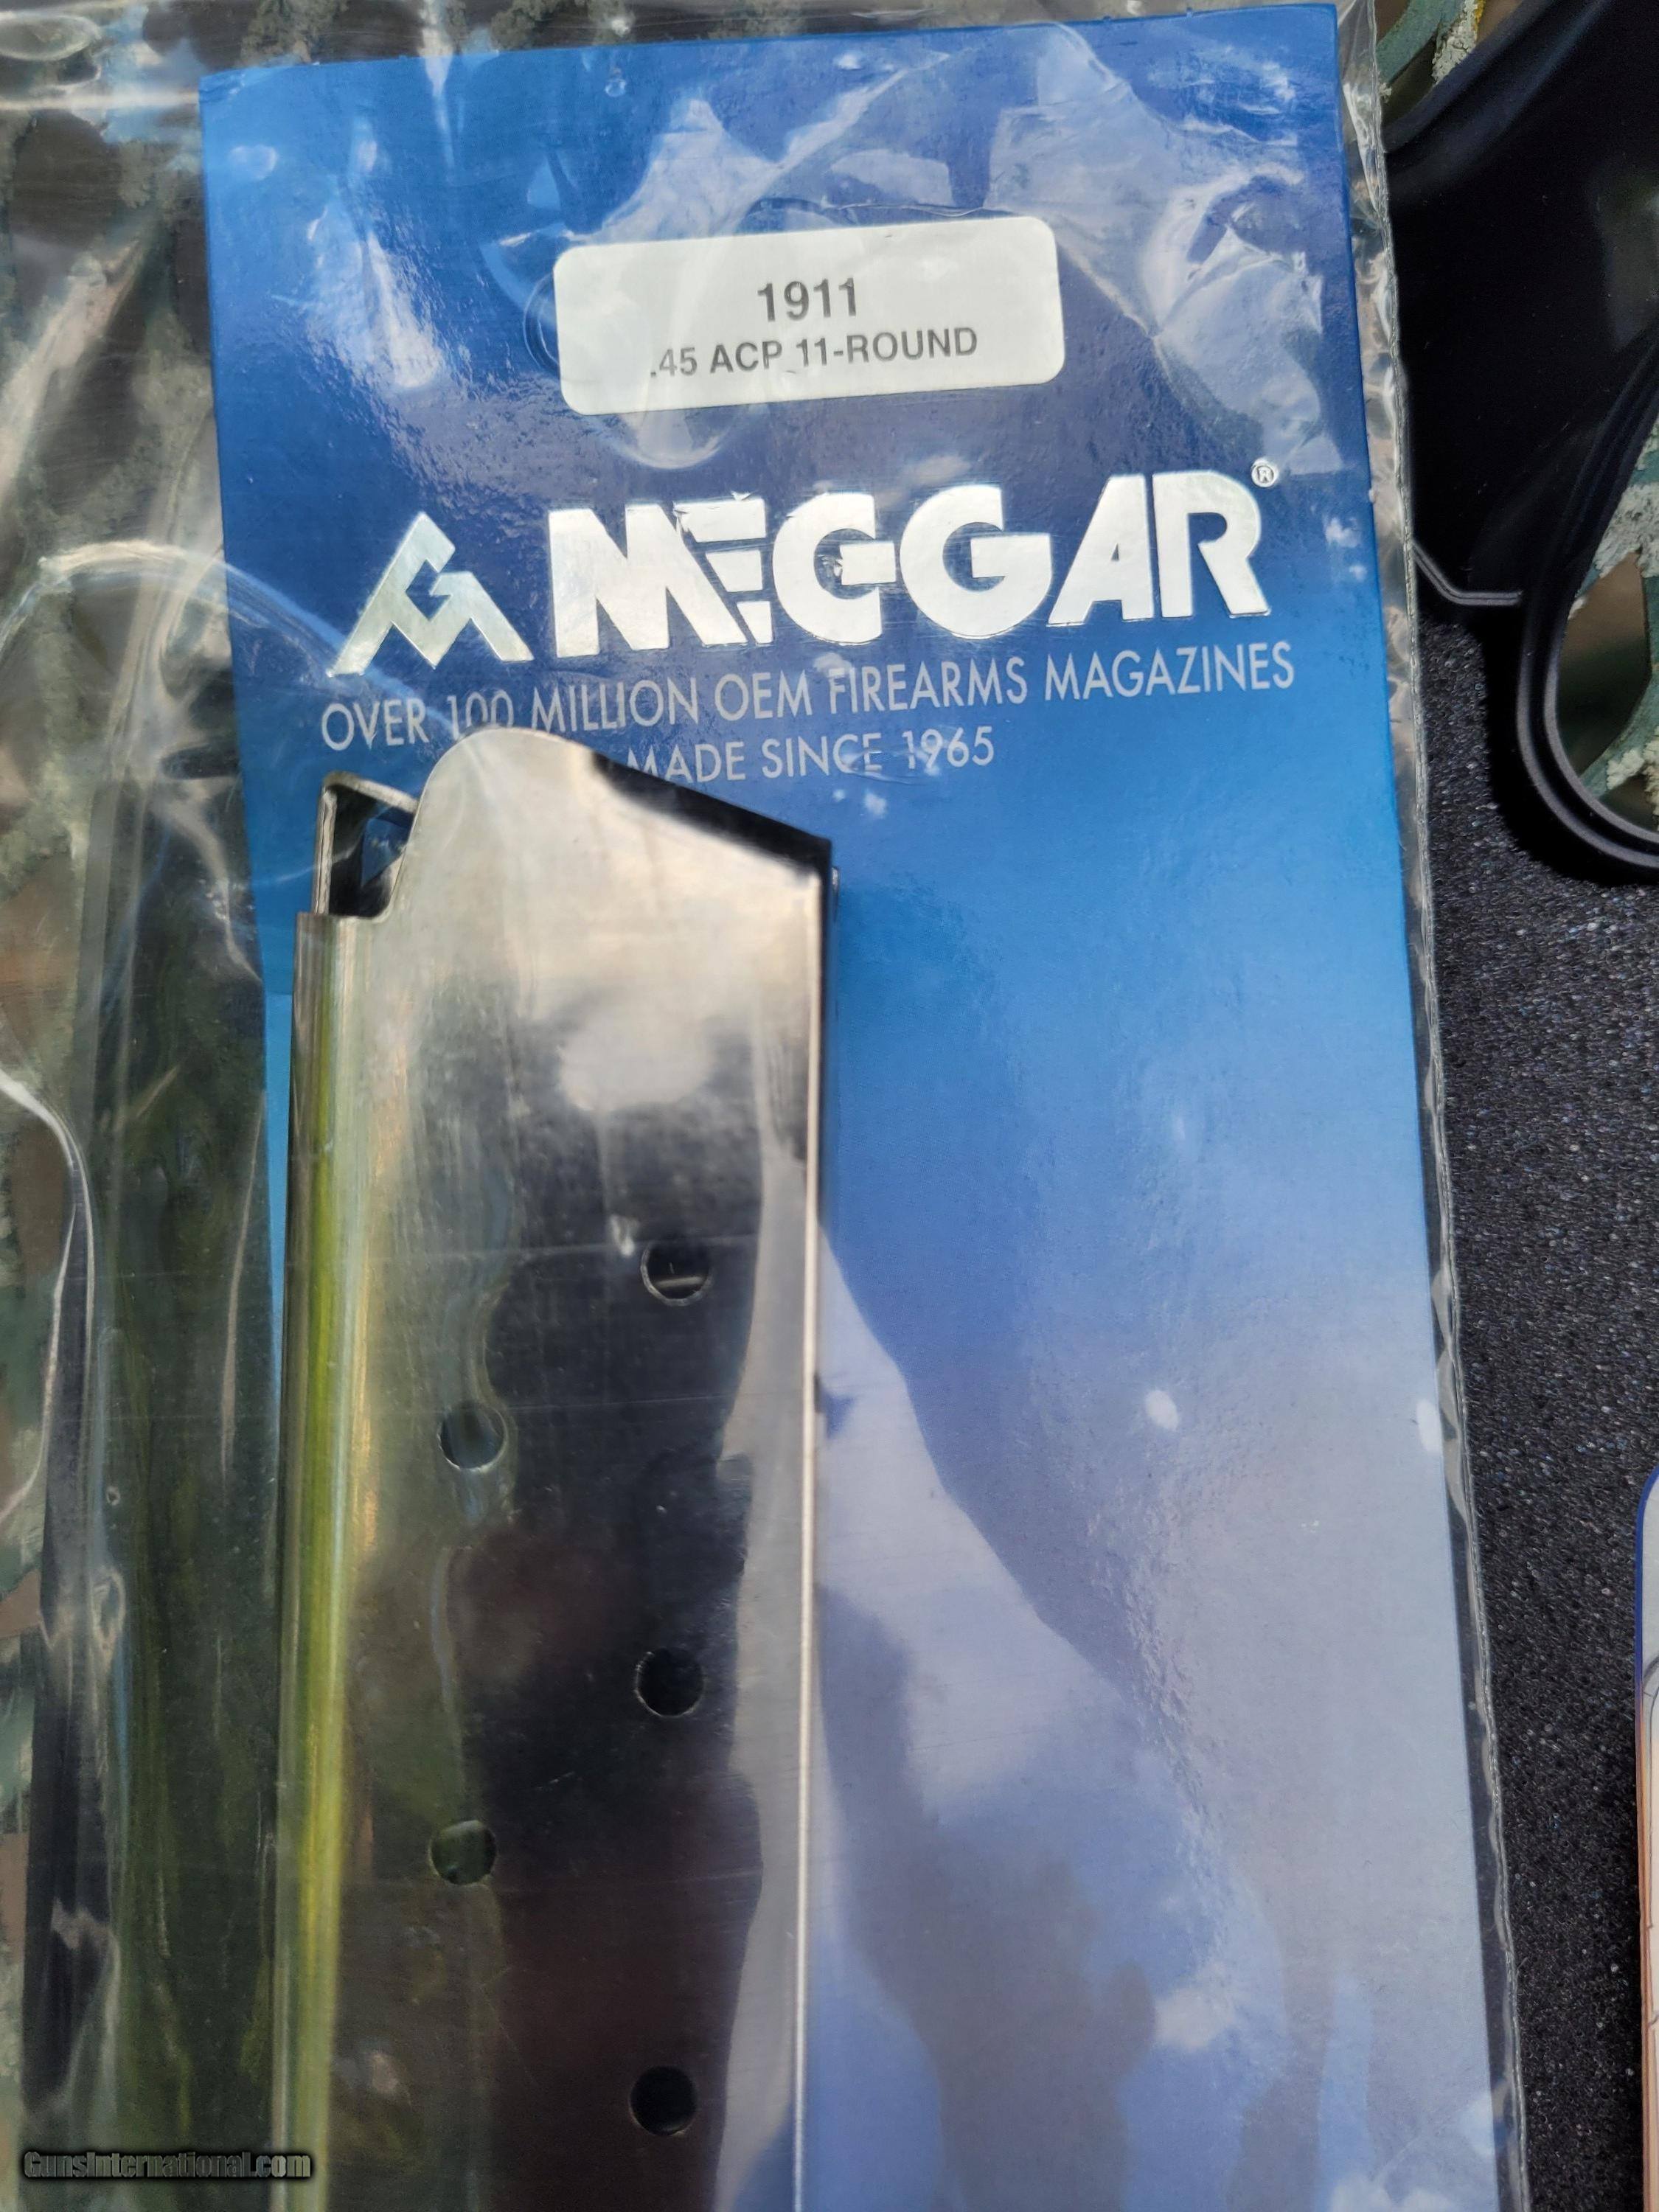 1911
.45 ACP 11-ROUND
MEC-GAR®
OVER 100 MILLION OEM FIREARMS MAGAZINES
MADE SINCE 1965
GunsInternational.com